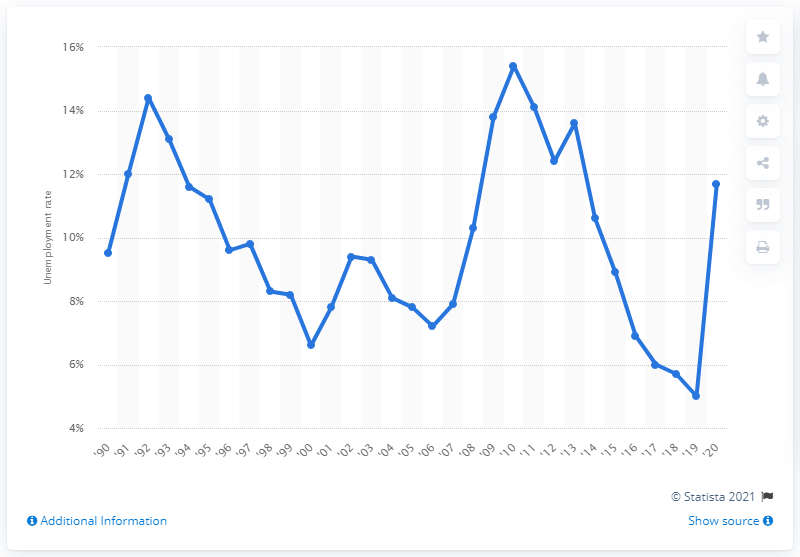 16%
14%
12%
10%
8%
6%
4%
Unemployment rate
'90 '91 '92 '93 '94 '95 '96 '97 '98 '99 '00 '01 '02 '03 '04 '05 '06 '07 '08 '09 '10 '11 '12 '13 '14 '15 '16 '17 '18 '19 '20
© Statista 2021
Additional Information
Show source